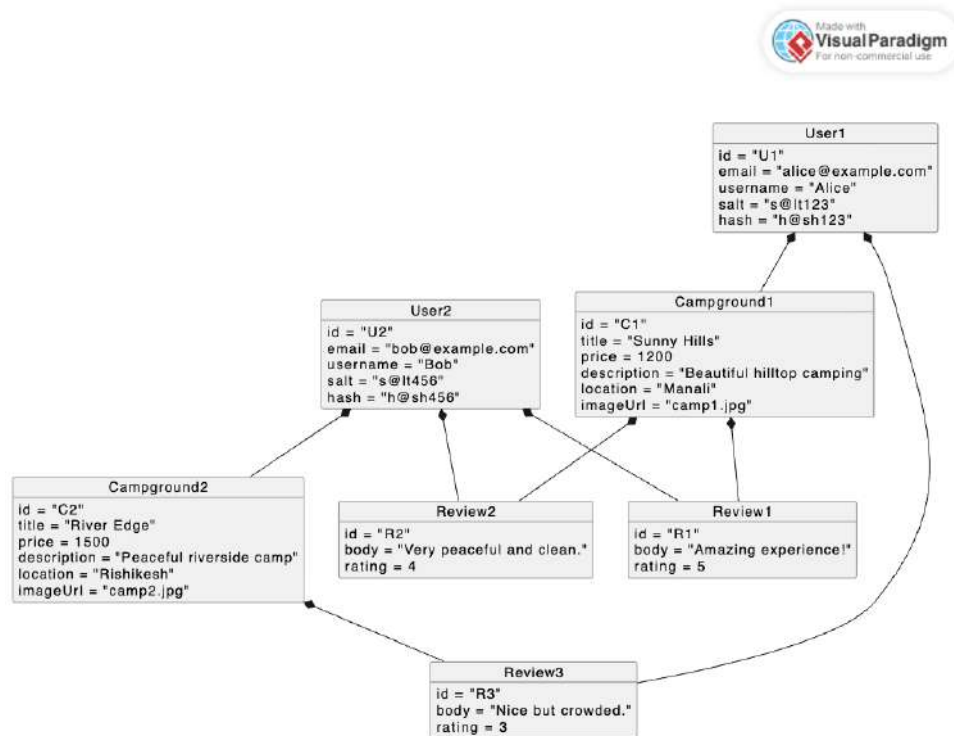 Made with
Visual Paradigm
For non-commercial use
User1
id = "U1"
email = "alice@example.com"
username = "Alice"
salt = "s@lt123"
hash = "h@sh123"
User2
id = "U2"
email = "bob@example.com"
username = "Bob"
salt = "s@lt456"
hash = "h@sh456"
Campground1
id = "C1"
title = "Sunny Hills"
price = 1200
description = "Beautiful hilltop camping"
location = "Manali"
imageUrl = "camp1.jpg"
Campground2
id = "C2"
title = "River Edge"
price = 1500
description = "Peaceful riverside camp"
location = "Rishikesh"
imageUrl = "camp2.jpg"
Review2
id = "R2"
body = "Very peaceful and clean."
rating = 4
Review1
id = "R1"
body = "Amazing experience!"
rating = 5
Review3
id = "R3"
body = "Nice but crowded."
rating = 3